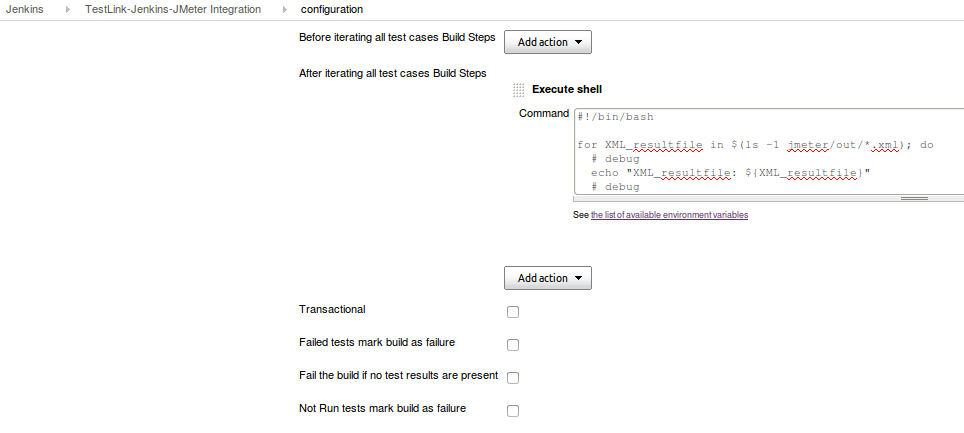 Jenkins TestLink-Jenkins-JMeter Integration configuration
Before iterating all test cases Build Steps Add action
After iterating all test cases Build Steps
Execute shell
Command
#!/bin/bash
for XML_resultfile in $(ls -1 jmeter/out/*.xml); do
# debug
echo "XML_resultfile: ${XML_resultfile}"
# debug
See the list of available environment variables
Add action
Transactional
Failed tests mark build as failure
Fail the build if no test results are present
Not Run tests mark build as failure